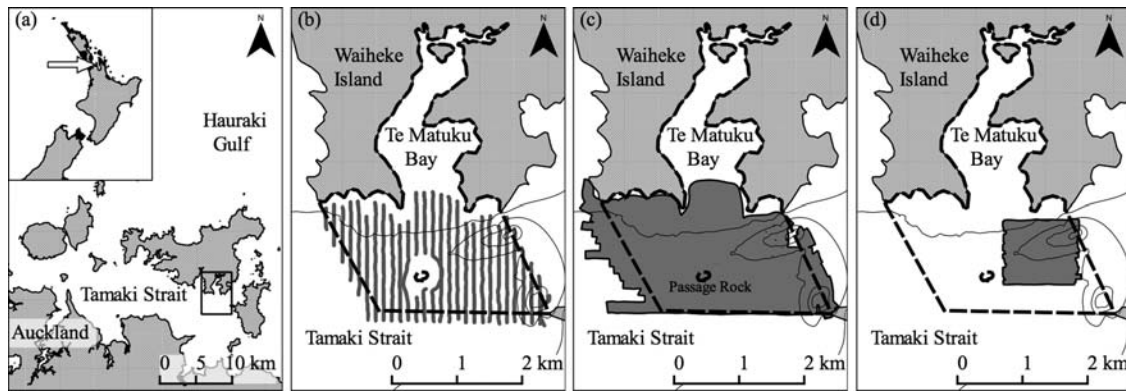 (a)
Hauraki
Gulf
Tamaki Strait
Auckland
0 5 10 km
(b)
N
Waiheke
Island
Te Matuku
Bay
Tamaki Strait
0 1 2 km
(c)
N
Waiheke
Island
Te Matuku
Bay
Passage Rock
Tamaki Strait
0 1 2 km
(d)
N
Waiheke
Island
Te Matuku
Bay
Tamaki Strait
0 1 2 km